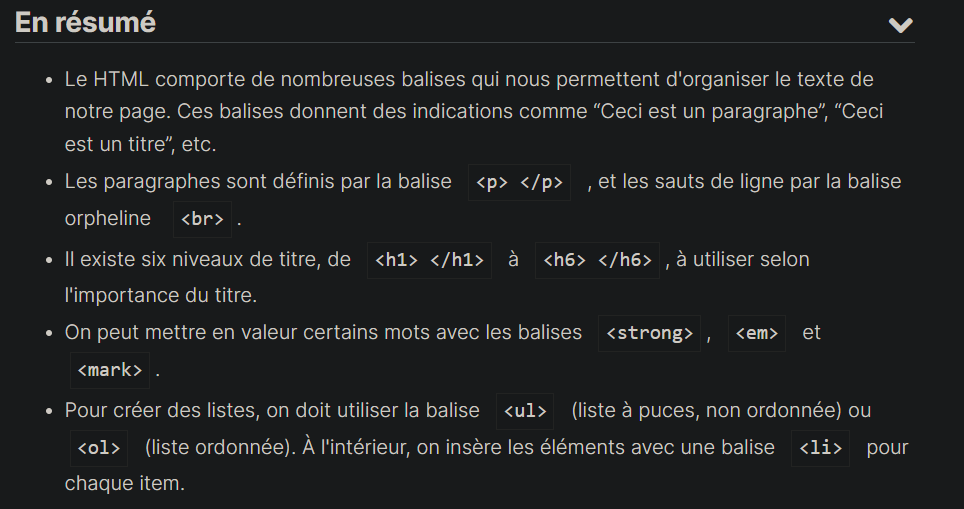 En résumé
• Le HTML comporte de nombreuses balises qui nous permettent d'organiser le texte de
notre page. Ces balises donnent des indications comme “Ceci est un paragraphe”, “Ceci
est un titre”, etc.
• Les paragraphes sont définis par la balise <p> </p> , et les sauts de ligne par la balise
orpheline <br> .
• Il existe six niveaux de titre, de <h1> </h1> à <h6> </h6> , à utiliser selon
l'importance du titre.
• On peut mettre en valeur certains mots avec les balises <strong> , <em> et
<mark> .
• Pour créer des listes, on doit utiliser la balise <ul> (liste à puces, non ordonnée) ou
<ol> (liste ordonnée). À l'intérieur, on insère les éléments avec une balise <li> pour
chaque item.